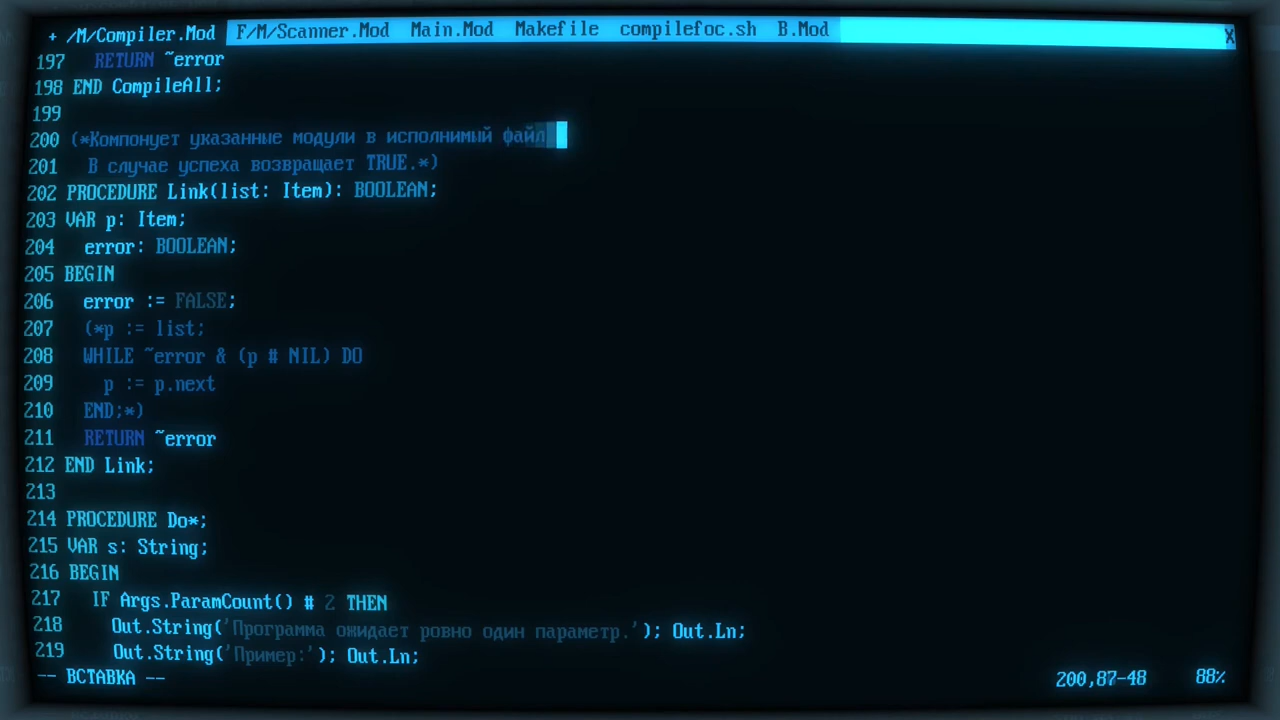 + /M/Compiler.Mod F/M/Scanner.Mod Main.Mod Makefile compilefoc.sh B.Mod X
197 RETURN ~error
198 END CompileAll;
199
200 (*Компонует указанные модули в исполнимый файл
201 В случае успеха возвращает TRUE.*)
202 PROCEDURE Link(list: Item): BOOLEAN;
203 VAR p: Item;
204 error: BOOLEAN;
205 BEGIN
206 error := FALSE;
207 (*p := list;
208 WHILE ~error & (p # NIL) DO
209 p := p.next
210 END;*)
211 RETURN ~error
212 END Link;
213
214 PROCEDURE Do*;
215 VAR s: String;
216 BEGIN
217 IF Args.ParamCount() # 2 THEN
218 Out.String('Программа ожидает ровно один параметр.'); Out.Ln;
219 Out.String('Пример:'); Out.Ln;
-- ВСТАВКА -- 200,87-48 88%